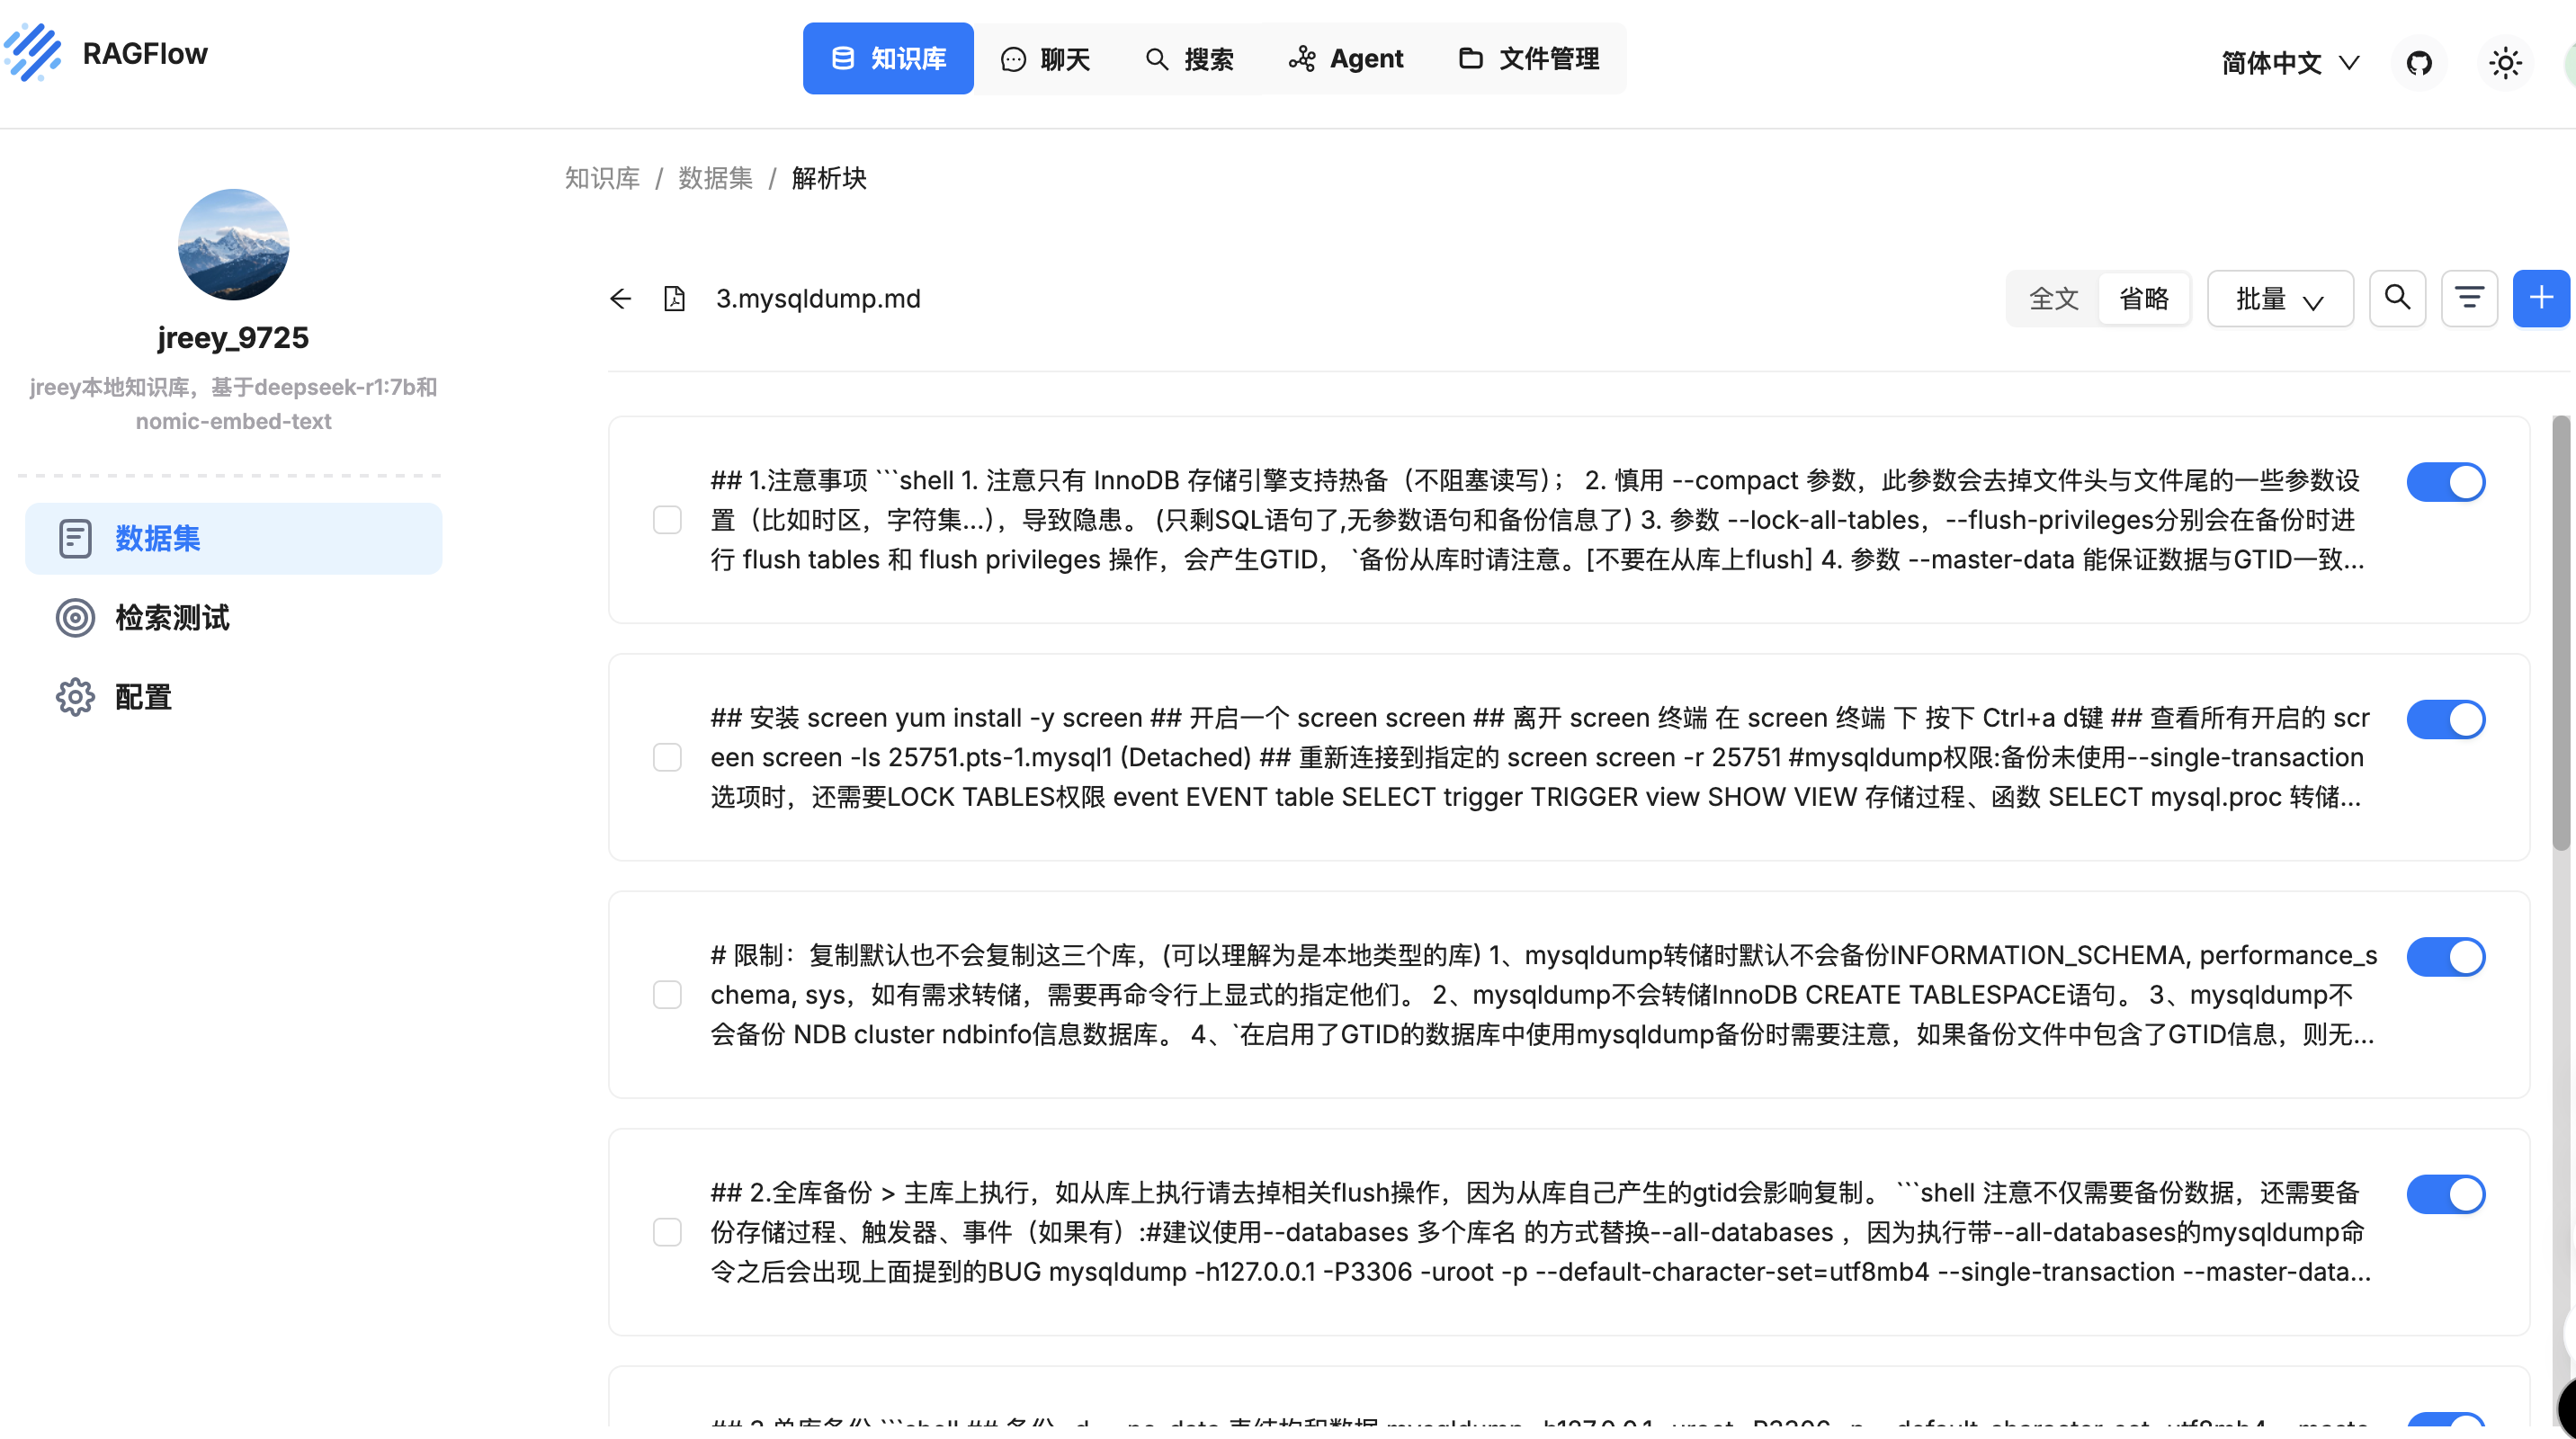 RAGFlow
知识库
聊天
搜索
Agent
文件管理
简体中文
知识库 / 数据集 / 解析块
jreey_9725
jreey本地知识库，基于deepseek-r1:7b和
nomic-embed-text
数据集
检索测试
配置
3.mysqldump.md
全文
省略
批量
## 1.注意事项 ```shell 1. 注意只有 InnoDB 存储引擎支持热备（不阻塞读写）； 2. 慎用 --compact 参数，此参数会去掉文件头与文件尾的一些参数设
置（比如时区，字符集...），导致隐患。 (只剩SQL语句了,无参数语句和备份信息了) 3. 参数 --lock-all-tables，--flush-privileges分别会在备份时进
行 flush tables 和 flush privileges 操作，会产生GTID， `备份从库时请注意。[不要在从库上flush] 4. 参数 --master-data 能保证数据与GTID一致...
## 安装 screen yum install -y screen ## 开启一个 screen screen ## 离开 screen 终端 在 screen 终端 下 按下 Ctrl+a d键 ## 查看所有开启的 scr
een screen -ls 25751.pts-1.mysql1 (Detached) ## 重新连接到指定的 screen screen -r 25751 #mysqldump权限:备份未使用--single-transaction
选项时，还需要LOCK TABLES权限 event EVENT table SELECT trigger TRIGGER view SHOW VIEW 存储过程、函数 SELECT mysql.proc 转储...
# 限制：复制默认也不会复制这三个库，(可以理解为是本地类型的库) 1、mysqldump转储时默认不会备份INFORMATION_SCHEMA, performance_s
chema, sys，如有需求转储，需要再命令行上显式的指定他们。 2、mysqldump不会转储InnoDB CREATE TABLESPACE语句。 3、mysqldump不
会备份 NDB cluster ndbinfo信息数据库。 4、`在启用了GTID的数据库中使用mysqldump备份时需要注意，如果备份文件中包含了GTID信息，则无...
## 2.全库备份 > 主库上执行，如从库上执行请去掉相关flush操作，因为从库自己产生的gtid会影响复制。 ```shell 注意不仅需要备份数据，还需要备
份存储过程、触发器、事件（如果有）:#建议使用--databases 多个库名 的方式替换--all-databases ，因为执行带--all-databases的mysqldump命
令之后会出现上面提到的BUG mysqldump -h127.0.0.1 -P3306 -uroot -p --default-character-set=utf8mb4 --single-transaction --master-data...